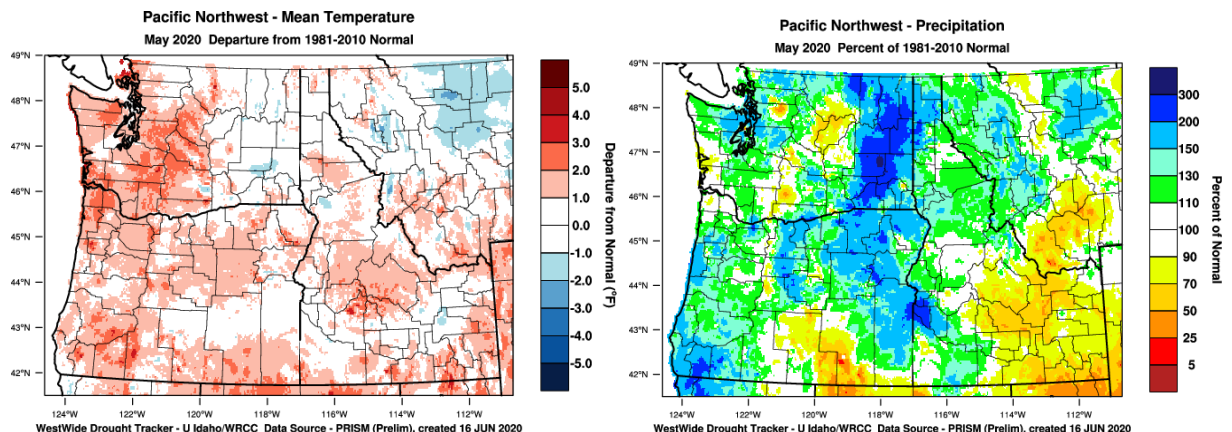 Pacific Northwest - Mean Temperature
May 2020 Departure from 1981-2010 Normal
49°N
48°N
47°N
46°N
45°N
44°N
43°N
42°N
124°W 122°W 120°W 118°W 116°W 114°W 112°W
5.0
4.0
3.0
2.0
1.0
0.0
-1.0
-2.0
-3.0
-4.0
-5.0
Departure from Normal (°F)
WestWide Drought Tracker - U Idaho/WRCC Data Source - PRISM (Prelim), created 16 JUN 2020
Pacific Northwest - Precipitation
May 2020 Percent of 1981-2010 Normal
49°N
48°N
47°N
46°N
45°N
44°N
43°N
42°N
124°W 122°W 120°W 118°W 116°W 114°W 112°W
300
200
150
130
110
100
90
70
50
25
5
Percent of Normal
WestWide Drought Tracker - U Idaho/WRCC Data Source - PRISM (Prelim), created 16 JUN 2020